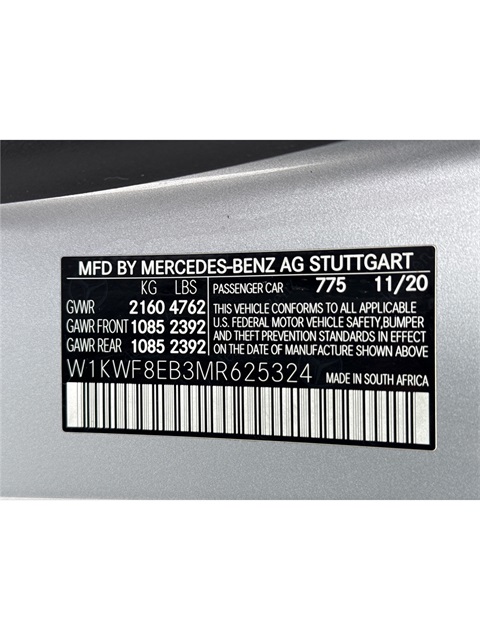 MFD BY MERCEDES-BENZ AG STUTTGART
KG LBS PASSENGER CAR 775 11/20
GVWR 2160 4762 THIS VEHICLE CONFORMS TO ALL APPLICABLE
GAWR FRONT 1085 2392 U.S. FEDERAL MOTOR VEHICLE SAFETY,BUMPER
GAWR REAR 1085 2392 AND THEFT PREVENTION STANDARDS IN EFFECT
ON THE DATE OF MANUFACTURE SHOWN ABOVE.
W1KWF8EB3MR625324 MADE IN SOUTH AFRICA